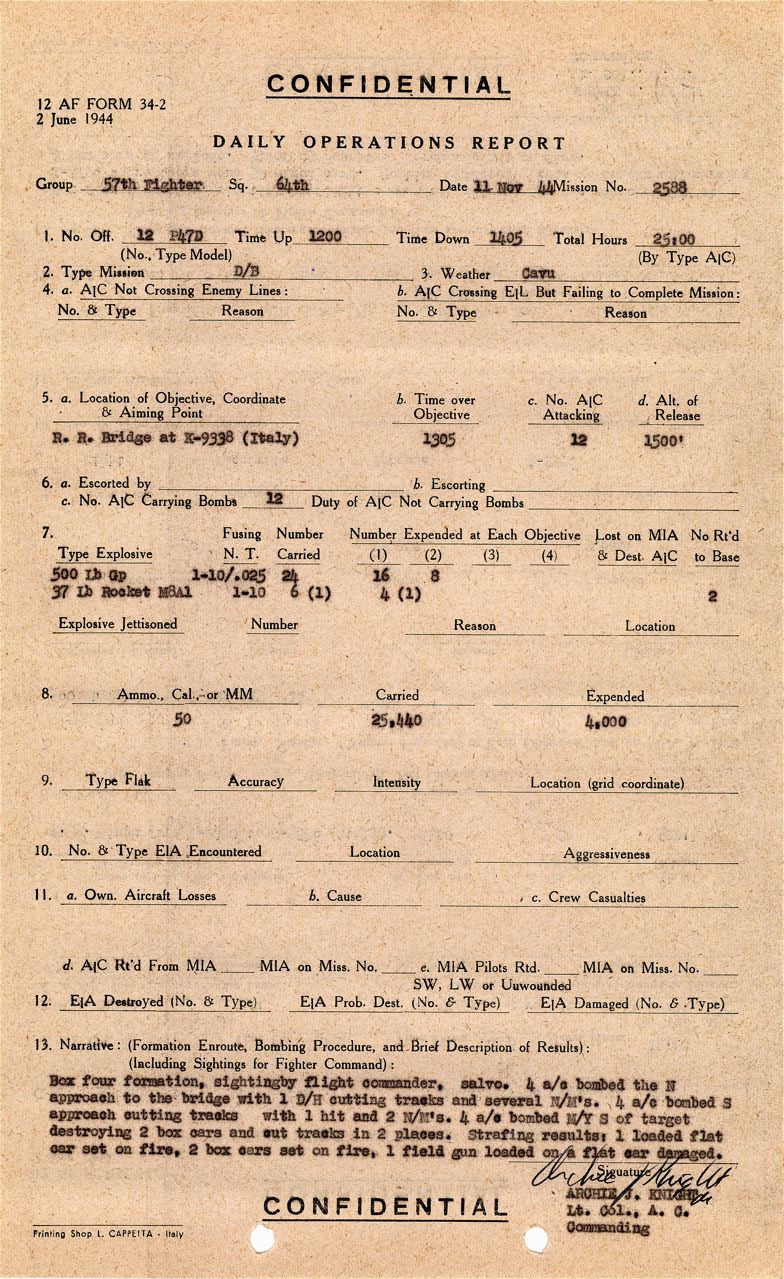 CONFIDENTIAL
12 AF FORM 34-2
2 June 1944
DAILY OPERATIONS REPORT
Group 57th Fighter Sq. 64th Date 11 Nov 44 Mission No. 2588
1. No. Off. 12 P47D Time Up 1200 Time Down 1405 Total Hours 25:00
(No., Type Model) (By Type A|C)
2. Type Mission D/B 3. Weather Cavu
4. a. A|C Not Crossing Enemy Lines: b. A|C Crossing E|L But Failing to Complete Mission:
No. & Type Reason No. & Type Reason
5. a. Location of Objective, Coordinate b. Time over c. No. A|C d. Alt. of
& Aiming Point Objective Attacking Release
R. R. Bridge at K-9338 (Italy) 1305 12 1500'
6. a. Escorted by b. Escorting
c. No. A|C Carrying Bombs 12 Duty of A|C Not Carrying Bombs
7. Fusing Number Number Expended at Each Objective Lost on MIA No Rt'd
Type Explosive N. T. Carried (1) (2) (3) (4) & Dest. A|C to Base
500 Lb Gp 1-10/.025 24 16 8
37 Lb Rocket M8A1 1-10 6 (1) 4 (1) 2
Explosive Jettisoned Number Reason Location
8. Ammo., Cal., or MM Carried Expended
50 25,440 4,000
9. Type Flak Accuracy Intensity Location (grid coordinate)
10. No. & Type E|A Encountered Location Aggressiveness
11. a. Own. Aircraft Losses b. Cause c. Crew Casualties
d. A|C Rt'd From MIA MIA on Miss. No. e. MIA Pilots Rtd. MIA on Miss. No.
SW, LW or Uuwounded
12. E|A Destroyed (No. & Type) E|A Prob. Dest. (No. & Type) E|A Damaged (No. & Type)
13. Narrative: (Formation Enroute, Bombing Procedure, and Brief Description of Results):
(Including Sightings for Fighter Command):
Box four formation, sightingby flight commander, salvo. 4 a/c bombed the N
approach to the bridge with 1 D/H cutting tracks and several N/M's. 4 a/c bombed S
approach cutting tracks with 1 hit and 2 N/M's. 4 a/c bombed M/Y S of target
destroying 2 box cars and cut tracks in 2 places. Strafing results: 1 loaded flat
car set on fire, 2 box cars set on fire, 1 field gun loaded on a flat car damaged.
Archie J Knight
Signature
ARCHIE J. KNIGHT
Lt. Col., A. C.
Commanding
CONFIDENTIAL
Printing Shop L. CAPPETTA - Italy